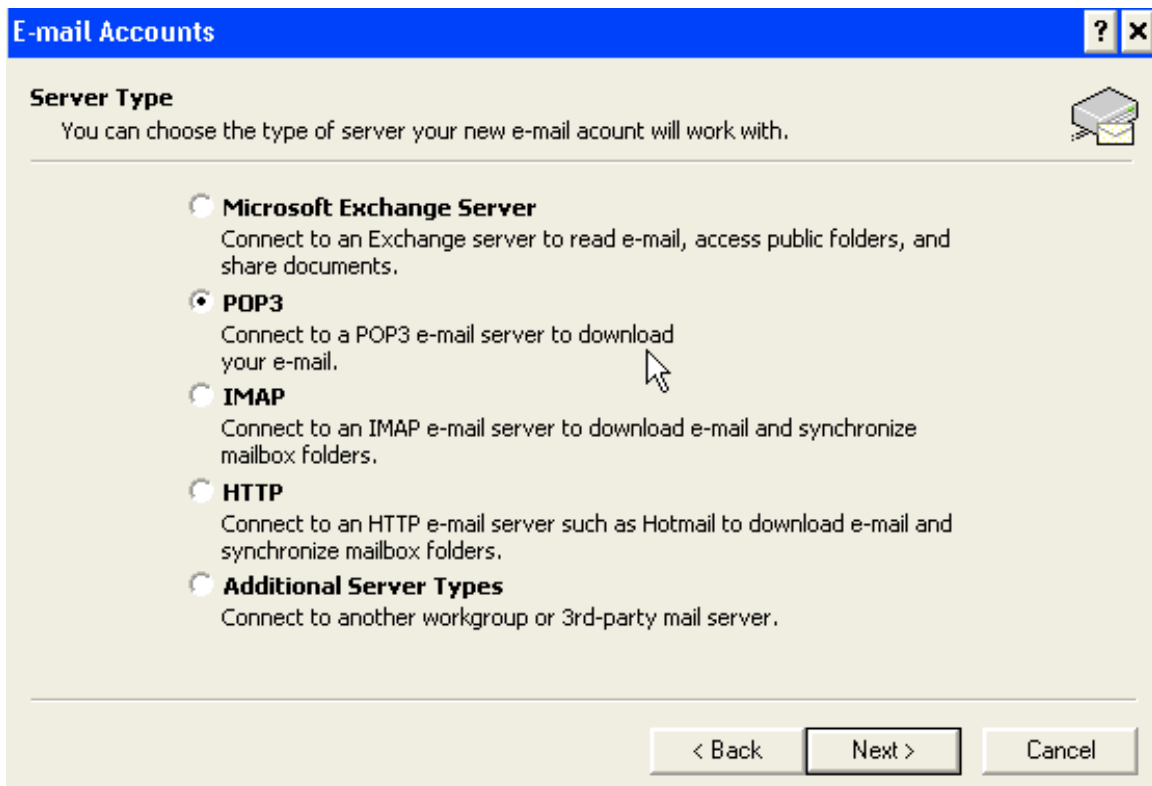 E-mail Accounts
?
Server Type
You can choose the type of server your new e-mail acount will work with.
Microsoft Exchange Server
Connect to an Exchange server to read e-mail, access public folders, and
share documents.
POP3
Connect to a POP3 e-mail server to download
your e-mail.
IMAP
Connect to an IMAP e-mail server to download e-mail and synchronize
mailbox folders.
HTTP
Connect to an HTTP e-mail server such as Hotmail to download e-mail and
synchronize mailbox folders.
Additional Server Types
Connect to another workgroup or 3rd-party mail server.
< Back Next > Cancel